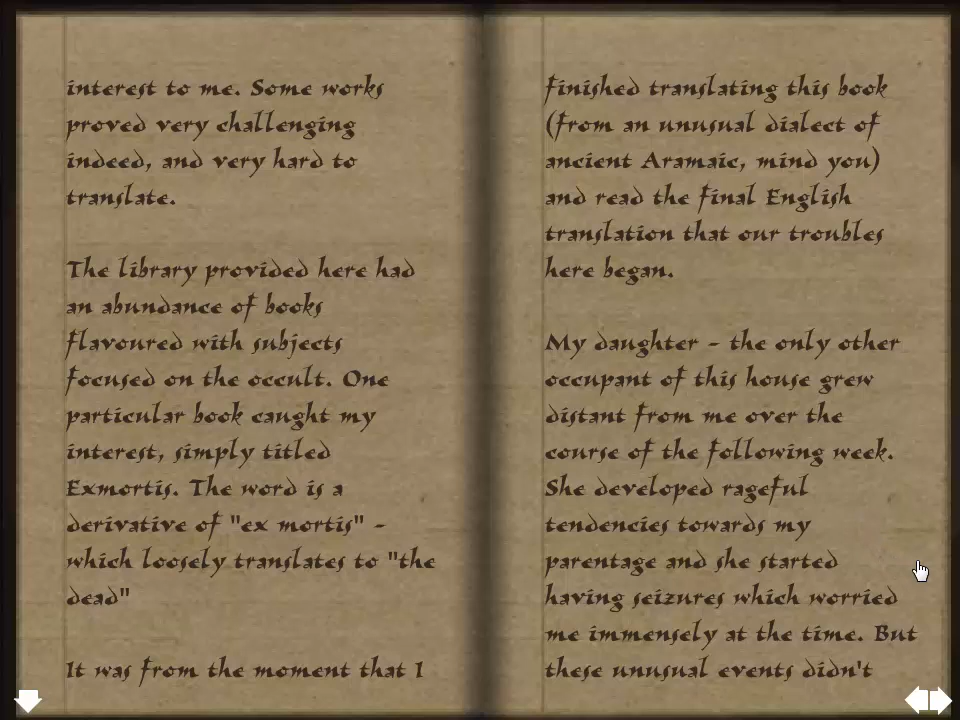 interest to me. Some works
proved very challenging
indeed, and very hard to
translate.
The library provided here had
an abundance of books
flavoured with subjects
focused on the occult. One
particular book caught my
interest, simply titled
Exmortis. The word is a
derivative of "ex mortis" -
which loosely translates to "the
dead"
It was from the moment that I
finished translating this book
(from an unusual dialect of
ancient Aramaic, mind you)
and read the final English
translation that our troubles
here began.
My daughter - the only other
occupant of this house grew
distant from me over the
course of the following week.
She developed rageful
tendencies towards my
parentage and she started
having seizures which worried
me immensely at the time. But
these unusual events didn't